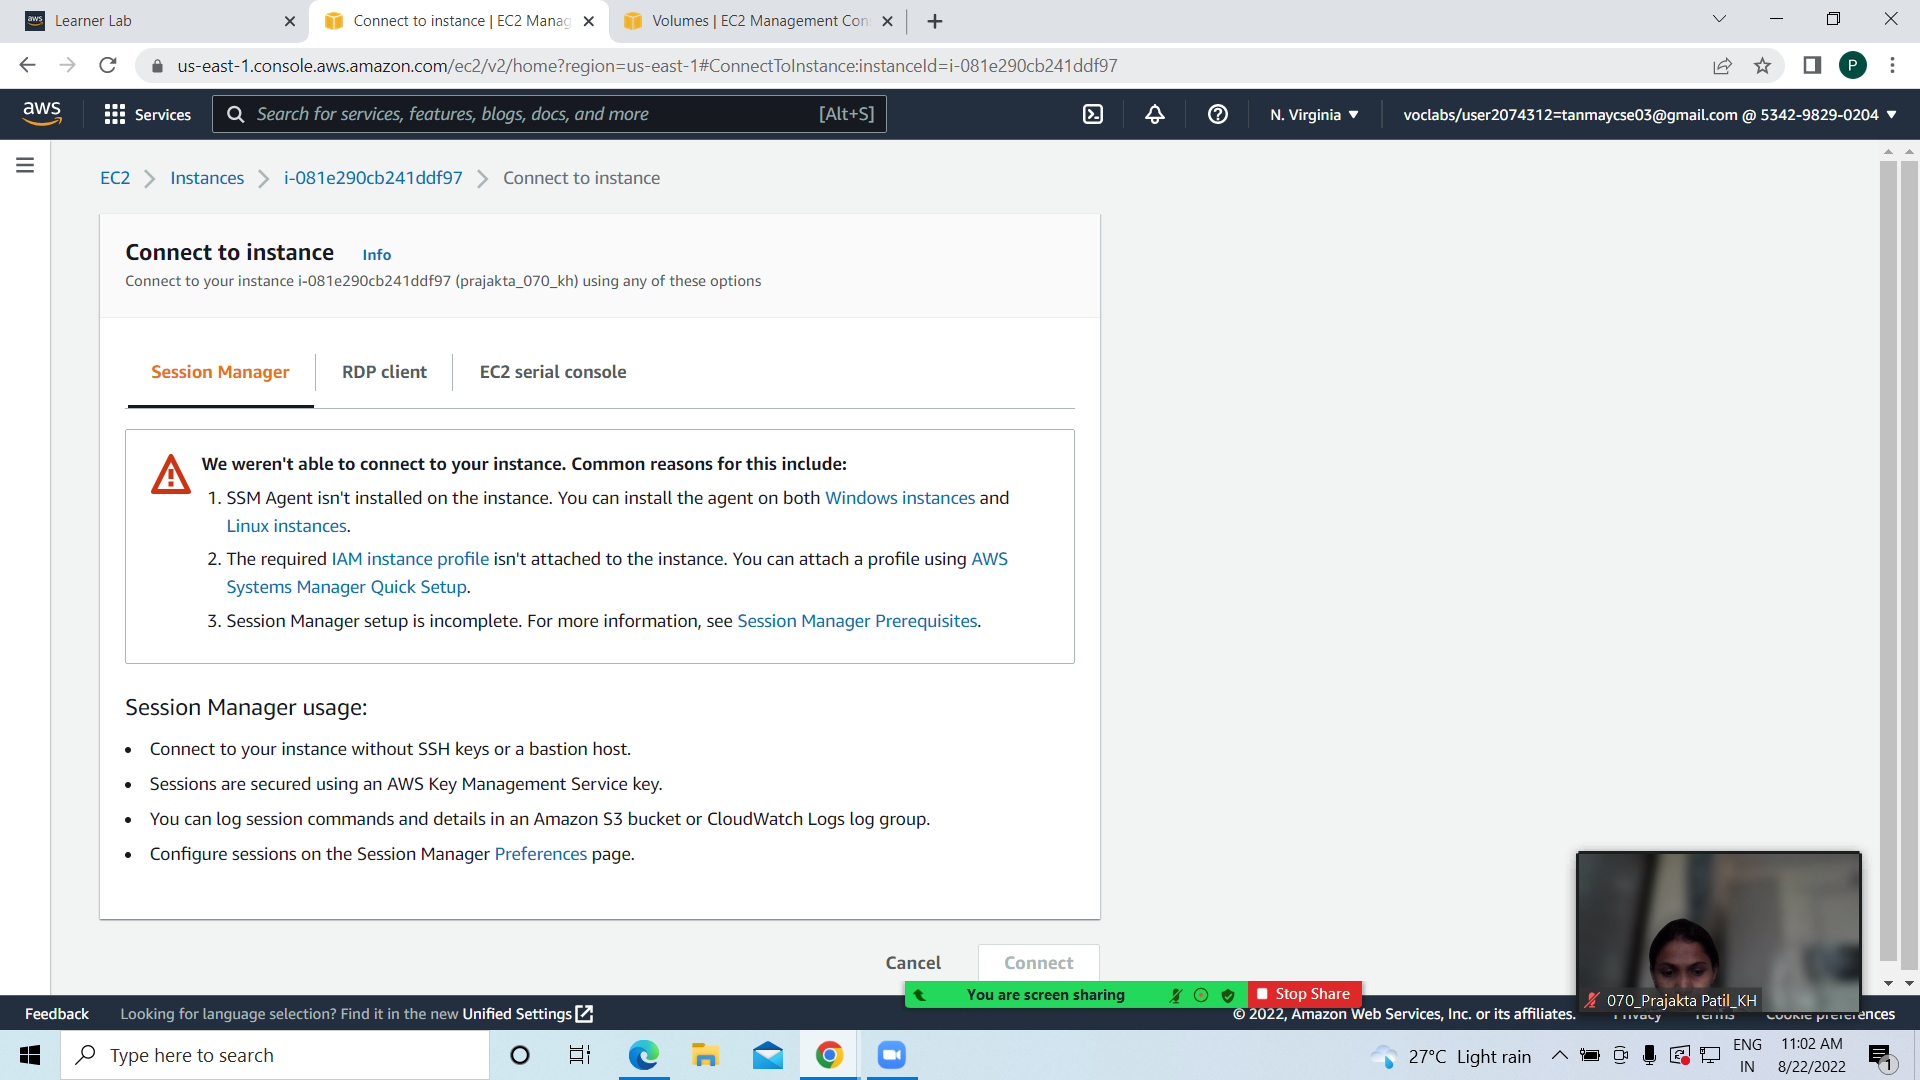 Learner Lab
Connect to instance | EC2 Manag
Volumes | EC2 Management Con
us-east-1.console.aws.amazon.com/ec2/v2/home?region=us-east-1#ConnectToInstance:instanceId=i-081e290cb241ddf97
P
aws
Services
Search for services, features, blogs, docs, and more
[Alt+S]
N. Virginia
voclabs/user2074312=tanmaycse03@gmail.com @ 5342-9829-0204
EC2
Instances
i-081e290cb241ddf97
Connect to instance
Connect to instance Info
Connect to your instance i-081e290cb241ddf97 (prajakta_070_kh) using any of these options
Session Manager
RDP client
EC2 serial console
We weren't able to connect to your instance. Common reasons for this include:
1. SSM Agent isn't installed on the instance. You can install the agent on both Windows instances and
Linux instances.
2. The required IAM instance profile isn't attached to the instance. You can attach a profile using AWS
Systems Manager Quick Setup.
3. Session Manager setup is incomplete. For more information, see Session Manager Prerequisites.
Session Manager usage:
• Connect to your instance without SSH keys or a bastion host.
• Sessions are secured using an AWS Key Management Service key.
• You can log session commands and details in an Amazon S3 bucket or CloudWatch Logs log group.
• Configure sessions on the Session Manager Preferences page.
Cancel
Connect
You are screen sharing
Stop Share
070_Prajakta Patil_KH
Feedback
Looking for language selection? Find it in the new Unified Settings
© 2022, Amazon Web Services, Inc. or its affiliates.
Privacy
Terms
Cookie preferences
Type here to search
27°C Light rain
ENG
IN
11:02 AM
8/22/2022
1